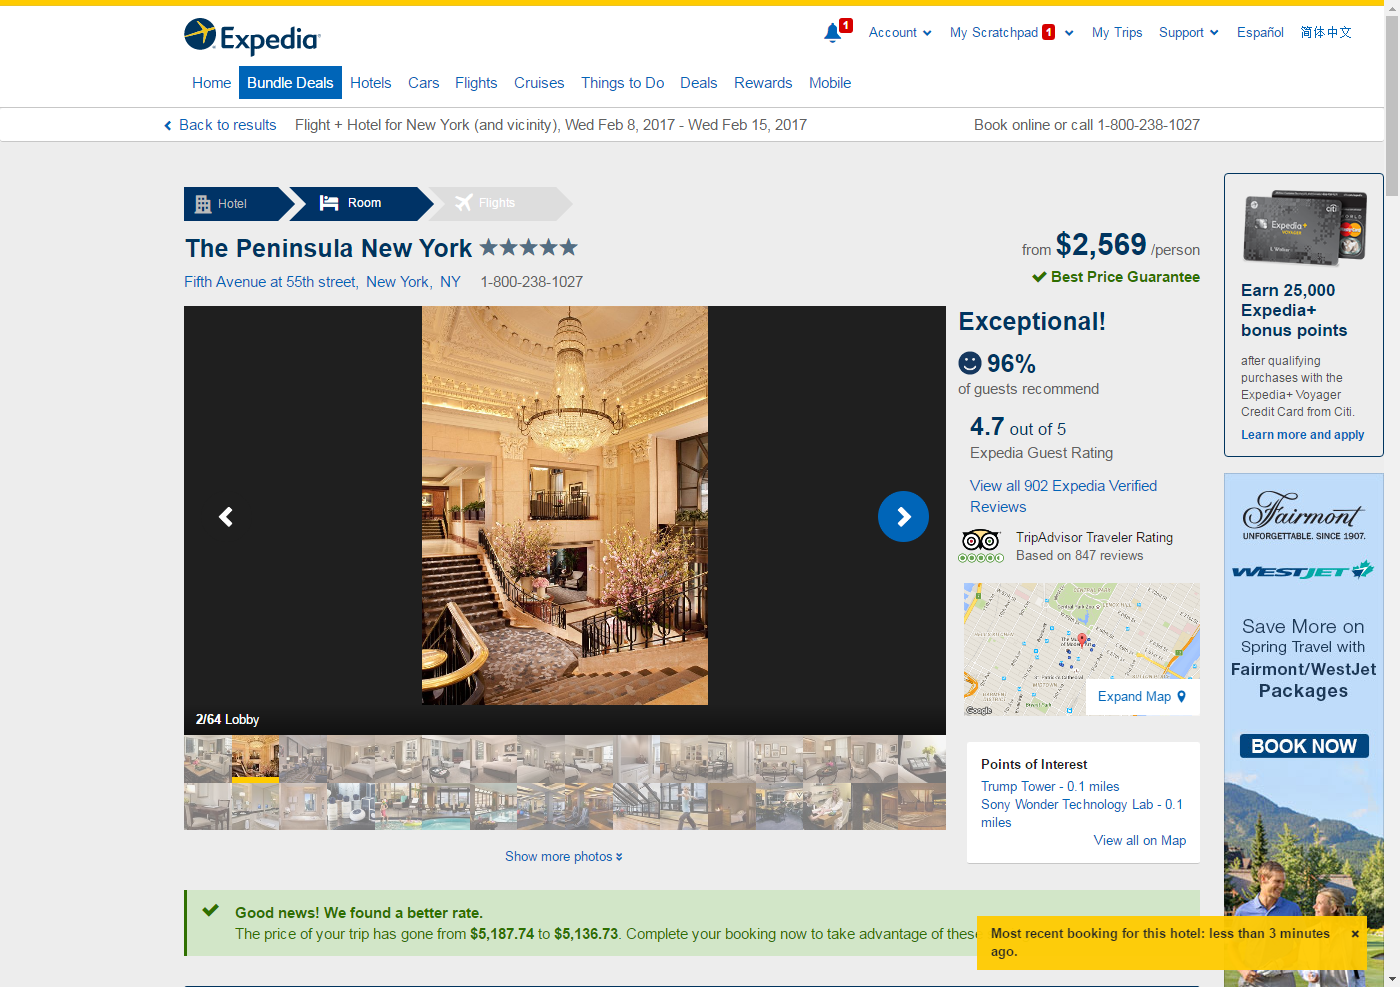 Expedia
1
Account
My Scratchpad 1
My Trips
Support
Español
简体中文
Home
Bundle Deals
Hotels
Cars
Flights
Cruises
Things to Do
Deals
Rewards
Mobile
Back to results
Flight + Hotel for New York (and vicinity), Wed Feb 8, 2017 - Wed Feb 15, 2017
Book online or call 1-800-238-1027
Hotel
Room
Flights
The Peninsula New York
Fifth Avenue at 55th street, New York, NY 1-800-238-1027
from $2,569 /person
Best Price Guarantee
2/64 Lobby
Show more photos
Exceptional!
96%
of guests recommend
4.7 out of 5
Expedia Guest Rating
View all 902 Expedia Verified
Reviews
TripAdvisor Traveler Rating
Based on 847 reviews
Google
Expand Map
Points of Interest
Trump Tower - 0.1 miles
Sony Wonder Technology Lab - 0.1
miles
View all on Map
Good news! We found a better rate.
The price of your trip has gone from $5,187.74 to $5,136.73. Complete your booking now to take advantage of thes
Most recent booking for this hotel: less than 3 minutes
ago.
citi
Expedia+
VOYAGER
Earn 25,000
Expedia+
bonus points
after qualifying
purchases with the
Expedia+ Voyager
Credit Card from Citi.
Learn more and apply
Fairmont
UNFORGETTABLE. SINCE 1907.
WESTJET
Save More on
Spring Travel with
Fairmont/WestJet
Packages
BOOK NOW